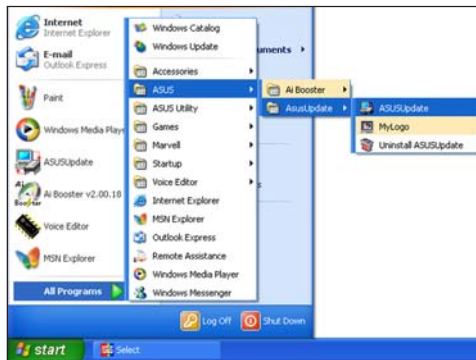 Internet
Internet Explorer
E-mail
Outlook Express
Paint
Windows Media Play
ASUSUpdate
Ai Booster v2.00.18
Voice Editor
MSN Explorer
All Programs
Windows Catalog
Windows Update
Accessories
ASUS
ASUS Utility
Games
Marvell
Startup
Voice Editor
Internet Explorer
MSN Explorer
Outlook Express
Remote Assistance
Windows Media Player
Windows Messenger
uments
s
Ai Booster
AsusUpdate
ASUSUpdate
MyLogo
Uninstall ASUSUpdate
Log Off
Shut Down
start
Select